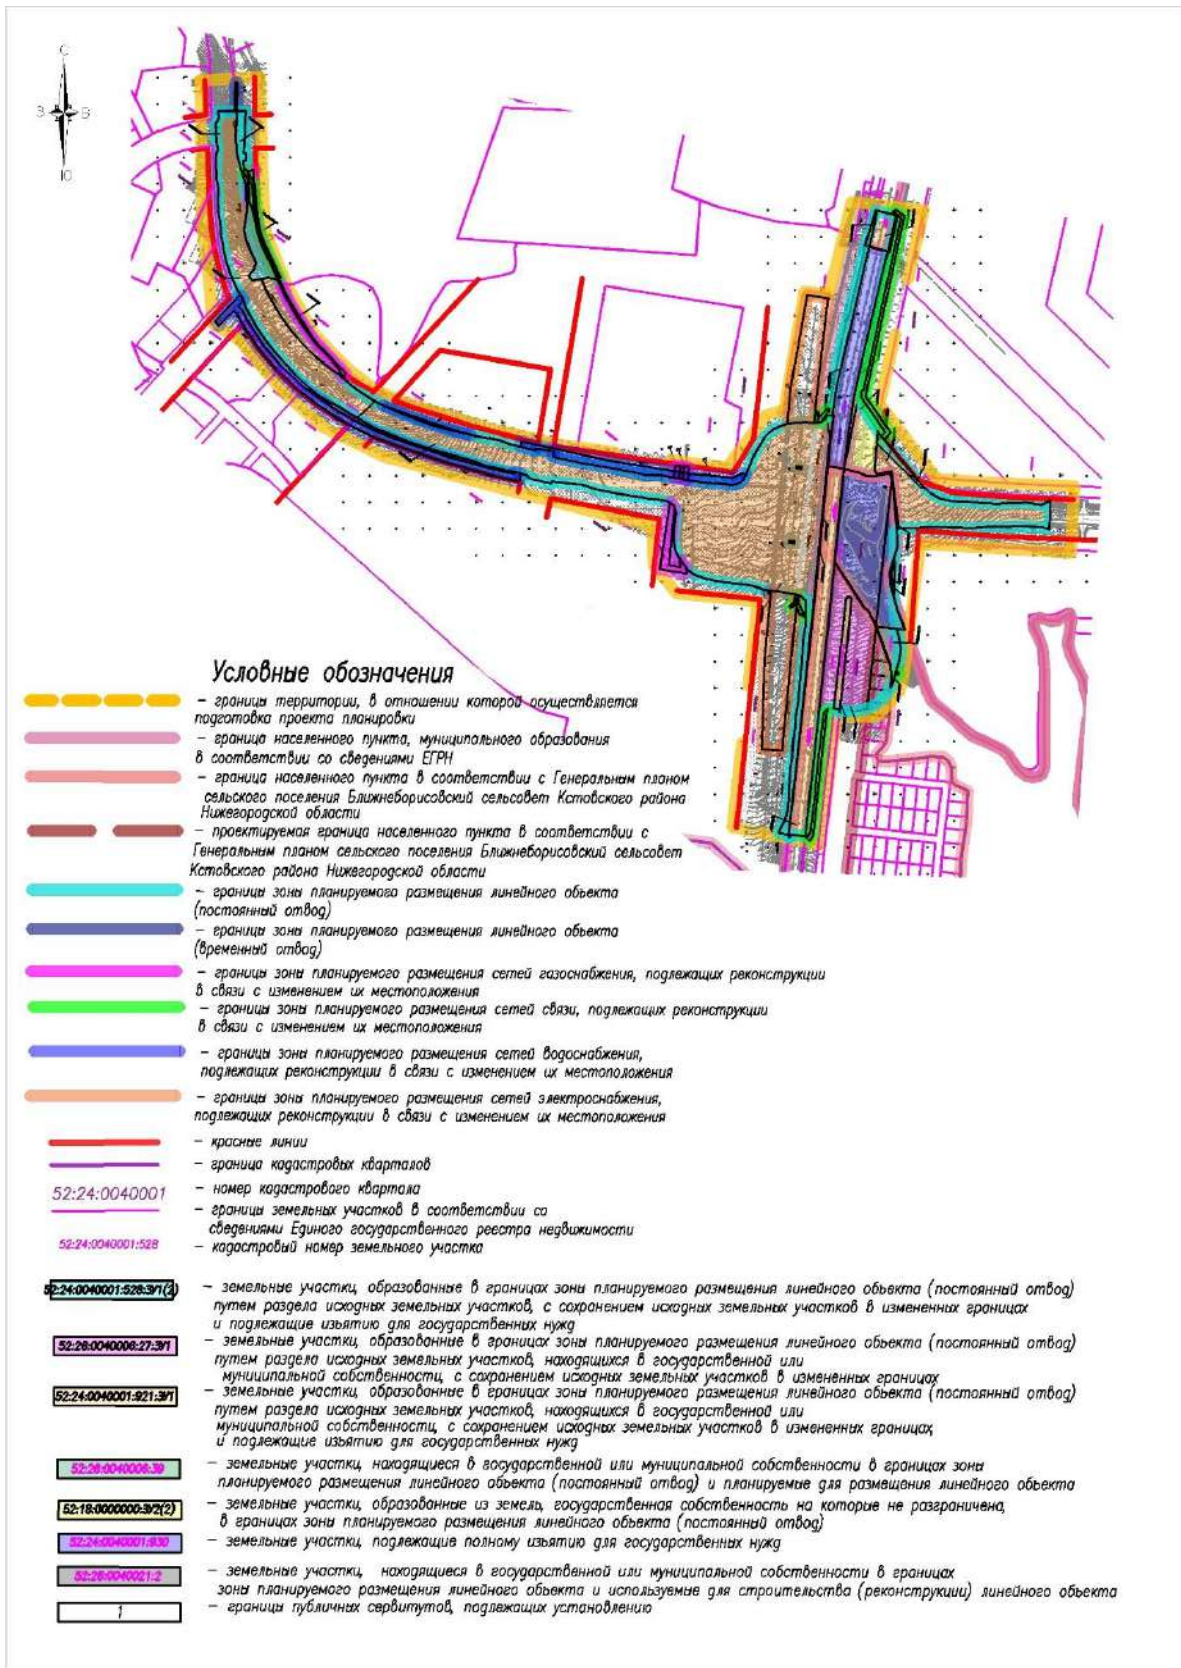 С
З В
Ю
Условные обозначения
– границы территории, в отношении которой осуществляется
подготовка проекта планировки
– граница населенного пункта, муниципального образования
в соответствии со сведениями ЕГРН
– граница населенного пункта в соответствии с Генеральным планом
сельского поселения Ближнеборисовский сельсовет Кстовского района
Нижегородской области
– проектируемая граница населенного пункта в соответствии с
Генеральным планом сельского поселения Ближнеборисовский сельсовет
Кстовского района Нижегородской области
– границы зоны планируемого размещения линейного объекта
(постоянный отвод)
– границы зоны планируемого размещения линейного объекта
(временный отвод)
– границы зоны планируемого размещения сетей газоснабжения, подлежащих реконструкции
в связи с изменением их местоположения
– границы зоны планируемого размещения сетей связи, подлежащих реконструкции
в связи с изменением их местоположения
– границы зоны планируемого размещения сетей водоснабжения,
подлежащих реконструкции в связи с изменением их местоположения
– границы зоны планируемого размещения сетей электроснабжения,
подлежащих реконструкции в связи с изменением их местоположения
– красные линии
– граница кадастровых кварталов
52:24:0040001 – номер кадастрового квартала
– границы земельных участков в соответствии со
сведениями Единого государственного реестра недвижимости
52:24:0040001:528 – кадастровый номер земельного участка
52:24:0040001:528:ЗУ1(2) – земельные участки, образованные в границах зоны планируемого размещения линейного объекта (постоянный отвод)
путем раздела исходных земельных участков, с сохранением исходных земельных участков в измененных границах
и подлежащие изъятию для государственных нужд
52:26:0040006:27:ЗУ1 – земельные участки, образованные в границах зоны планируемого размещения линейного объекта (постоянный отвод)
путем раздела исходных земельных участков, находящихся в государственной или
муниципальной собственности, с сохранением исходных земельных участков в измененных границах
52:24:0040001:921:ЗУ1 – земельные участки, образованные в границах зоны планируемого размещения линейного объекта (постоянный отвод)
путем раздела исходных земельных участков, находящихся в государственной или
муниципальной собственности, с сохранением исходных земельных участков в измененных границах,
и подлежащие изъятию для государственных нужд
52:26:0040006:39 – земельные участки, находящиеся в государственной или муниципальной собственности в границах зоны
планируемого размещения линейного объекта (постоянный отвод) и планируемые для размещения линейного объекта
52:18:0000000:ЗУ2(2) – земельные участки, образованные из земель, государственная собственность на которые не разграничена,
в границах зоны планируемого размещения линейного объекта (постоянный отвод)
52:24:0040001:930 – земельные участки, подлежащие полному изъятию для государственных нужд
52:26:0040021:2 – земельные участки, находящиеся в государственной или муниципальной собственности в границах
зоны планируемого размещения линейного объекта и используемые для строительства (реконструкции) линейного объекта
1 – границы публичных сервитутов, подлежащих установлению